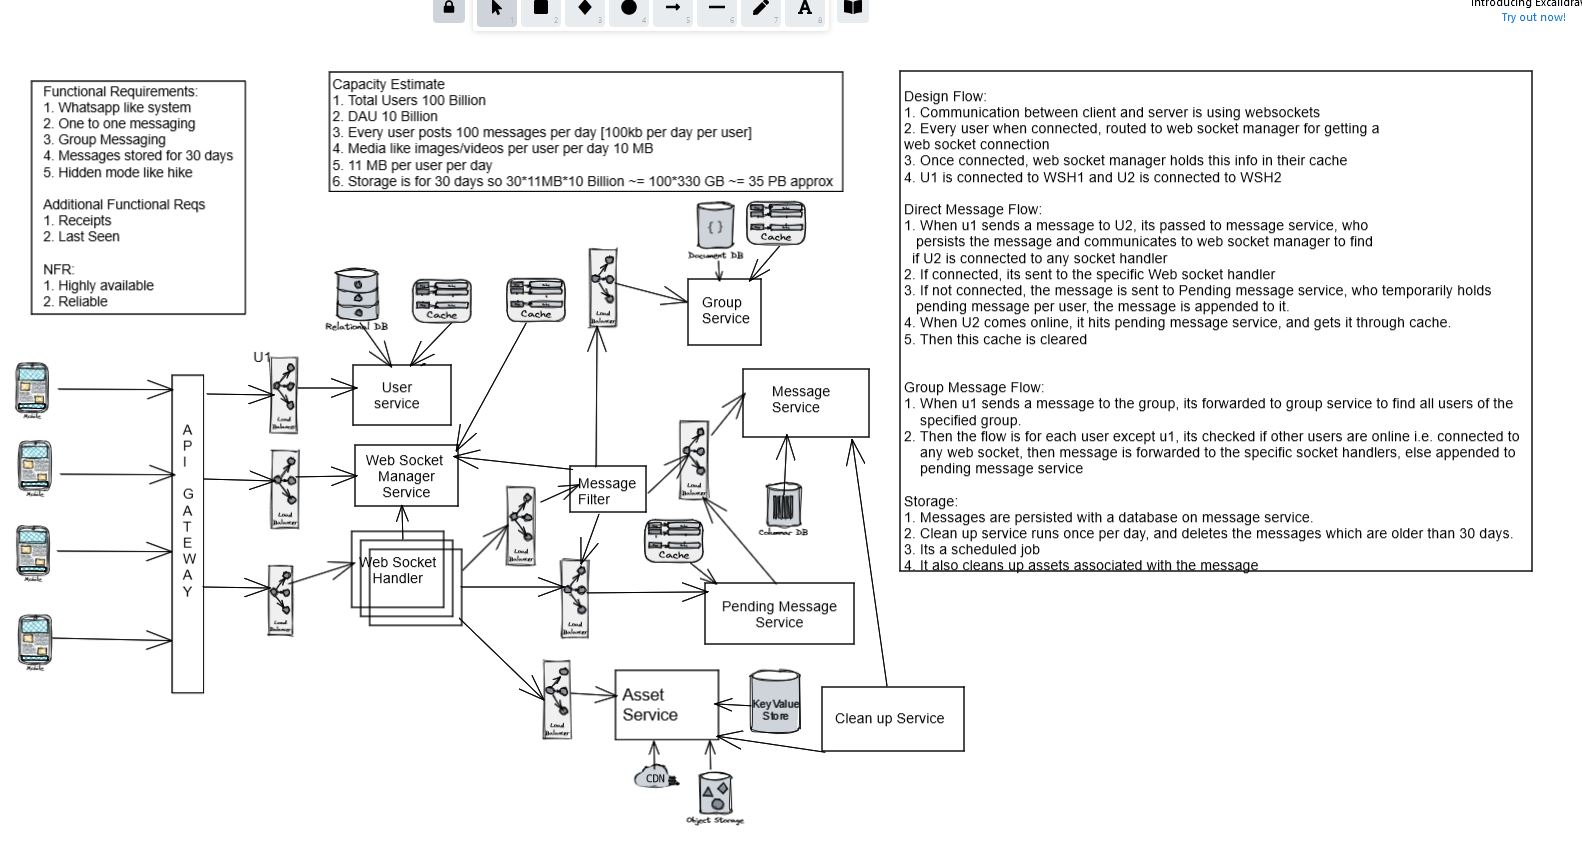 Introducing Excalidraw
Try out now!
1
2
3
4
5
6
7
A
8
Functional Requirements:
1. Whatsapp like system
2. One to one messaging
3. Group Messaging
4. Messages stored for 30 days
5. Hidden mode like hike
Additional Functional Reqs
1. Receipts
2. Last Seen
NFR:
1. Highly available
2. Reliable
Capacity Estimate
1. Total Users 100 Billion
2. DAU 10 Billion
3. Every user posts 100 messages per day [100kb per day per user]
4. Media like images/videos per user per day 10 MB
5. 11 MB per user per day
6. Storage is for 30 days so 30*11MB*10 Billion ~= 100*330 GB ~= 35 PB approx
Design Flow:
1. Communication between client and server is using websockets
2. Every user when connected, routed to web socket manager for getting a
web socket connection
3. Once connected, web socket manager holds this info in their cache
4. U1 is connected to WSH1 and U2 is connected to WSH2
Direct Message Flow:
1. When u1 sends a message to U2, its passed to message service, who
persists the message and communicates to web socket manager to find
if U2 is connected to any socket handler
2. If connected, its sent to the specific Web socket handler
3. If not connected, the message is sent to Pending message service, who temporarily holds
pending message per user, the message is appended to it.
4. When U2 comes online, it hits pending message service, and gets it through cache.
5. Then this cache is cleared
Group Message Flow:
1. When u1 sends a message to the group, its forwarded to group service to find all users of the
specified group.
2. Then the flow is for each user except u1, its checked if other users are online i.e. connected to
any web socket, then message is forwarded to the specific socket handlers, else appended to
pending message service
Storage:
1. Messages are persisted with a database on message service.
2. Clean up service runs once per day, and deletes the messages which are older than 30 days.
3. Its a scheduled job
4. It also cleans up assets associated with the message
Mobile
Mobile
Mobile
Mobile
API GATEWAY
U1
Load
Balancer
Load
Balancer
Load
Balancer
Relational DB
Cache
User
service
Cache
Web Socket
Manager
Service
Web Socket
Handler
Load
Balancer
Message
Filter
Load
Balancer
Document DB
Cache
Group
Service
Load
Balancer
Message
Service
Columnar DB
Cache
Load
Balancer
Pending Message
Service
Load
Balancer
Asset
Service
Key Value
Store
CDN
Object Storage
Clean up Service